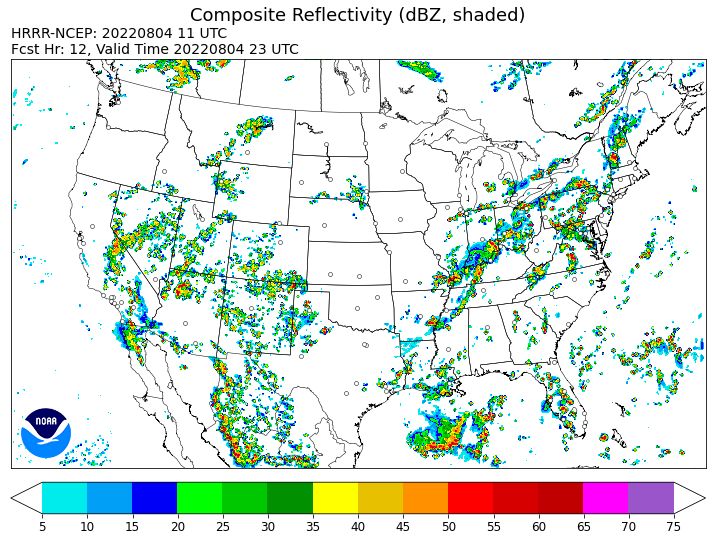 Composite Reflectivity (dBZ, shaded)
HRRR-NCEP: 20220804 11 UTC
Fcst Hr: 12, Valid Time 20220804 23 UTC
NOAA
5 10 15 20 25 30 35 40 45 50 55 60 65 70 75